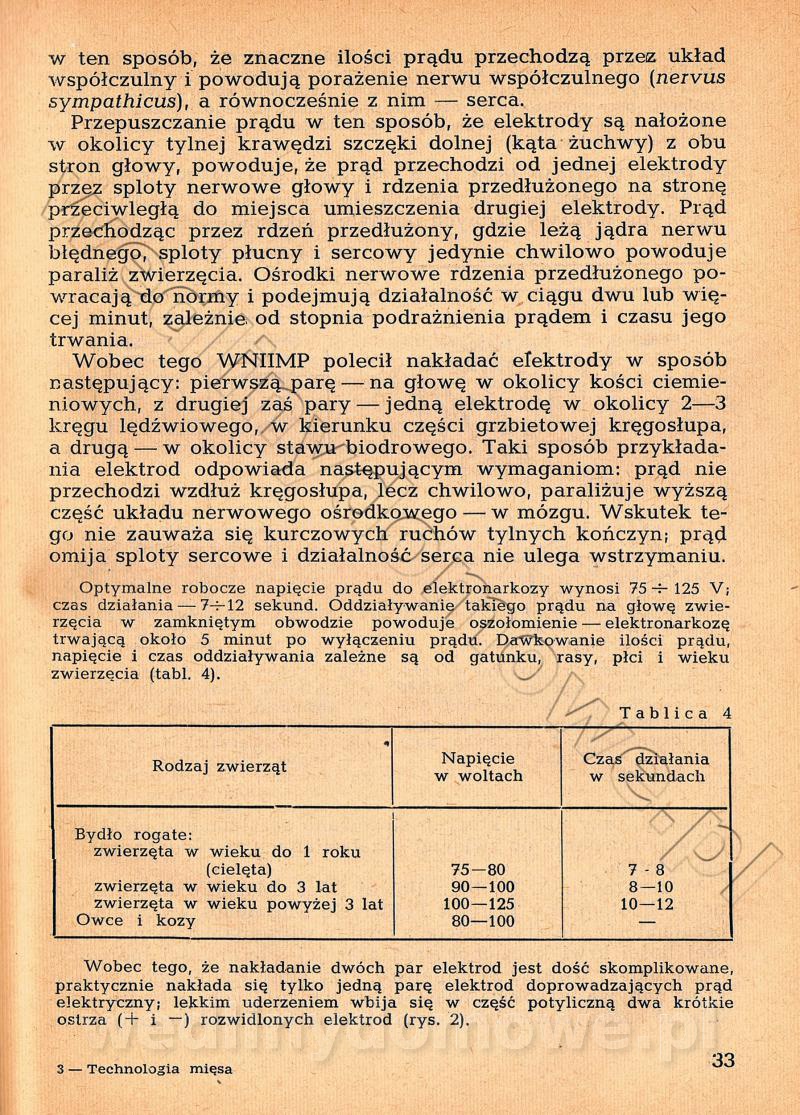 w ten sposób, że znaczne ilości prądu przechodzą przez układ
współczulny i powodują porażenie nerwu współczulnego (nervus
sympathicus), a równocześnie z nim — serca.
Przepuszczanie prądu w ten sposób, że elektrody są nałożone
w okolicy tylnej krawędzi szczęki dolnej (kąta żuchwy) z obu
stron głowy, powoduje, że prąd przechodzi od jednej elektrody
przez sploty nerwowe głowy i rdzenia przedłużonego na stronę
przeciwległą do miejsca umieszczenia drugiej elektrody. Prąd
przechodząc przez rdzeń przedłużony, gdzie leżą jądra nerwu
błędnego, sploty płucny i sercowy jedynie chwilowo powoduje
paraliż zwierzęcia. Ośrodki nerwowe rdzenia przedłużonego po-
wracają do normy i podejmują działalność w ciągu dwu lub wię-
cej minut, zależnie od stopnia podrażnienia prądem i czasu jego
trwania.
Wobec tego WNIIMP polecił nakładać elektrody w sposób
następujący: pierwszą parę — na głowę w okolicy kości ciemie-
niowych, z drugiej zaś pary — jedną elektrodę w okolicy 2—3
kręgu lędźwiowego, w kierunku części grzbietowej kręgosłupa,
a drugą — w okolicy stawu biodrowego. Taki sposób przykłada-
nia elektrod odpowiada następującym wymaganiom: prąd nie
przechodzi wzdłuż kręgosłupa, lecz chwilowo, paraliżuje wyższą
część układu nerwowego ośrodkowego — w mózgu. Wskutek te-
go nie zauważa się kurczowych ruchów tylnych kończyn; prąd
omija sploty sercowe i działalność serca nie ulega wstrzymaniu.
Optymalne robocze napięcie prądu do elektronarkozy wynosi 75 ÷ 125 V;
czas działania — 7÷12 sekund. Oddziaływanie takiego prądu na głowę zwie-
rzęcia w zamkniętym obwodzie powoduje oszołomienie — elektronarkozę
trwającą około 5 minut po wyłączeniu prądu. Dawkowanie ilości prądu,
napięcie i czas oddziaływania zależne są od gatunku, rasy, płci i wieku
zwierzęcia (tabl. 4).
Tablica 4
Rodzaj zwierząt Napięcie w woltach Czas działania w sekundach
Bydło rogate:
zwierzęta w wieku do 1 roku
(cielęta) 75—80 7 - 8
zwierzęta w wieku do 3 lat 90—100 8—10
zwierzęta w wieku powyżej 3 lat 100—125 10—12
Owce i kozy 80—100 —
Wobec tego, że nakładanie dwóch par elektrod jest dość skomplikowane,
praktycznie nakłada się tylko jedną parę elektrod doprowadzających prąd
elektryczny; lekkim uderzeniem wbija się w część potyliczną dwa krótkie
ostrza (+ i —) rozwidlonych elektrod (rys. 2).
wedlinydomowe.pl
3 — Technologia mięsa
33